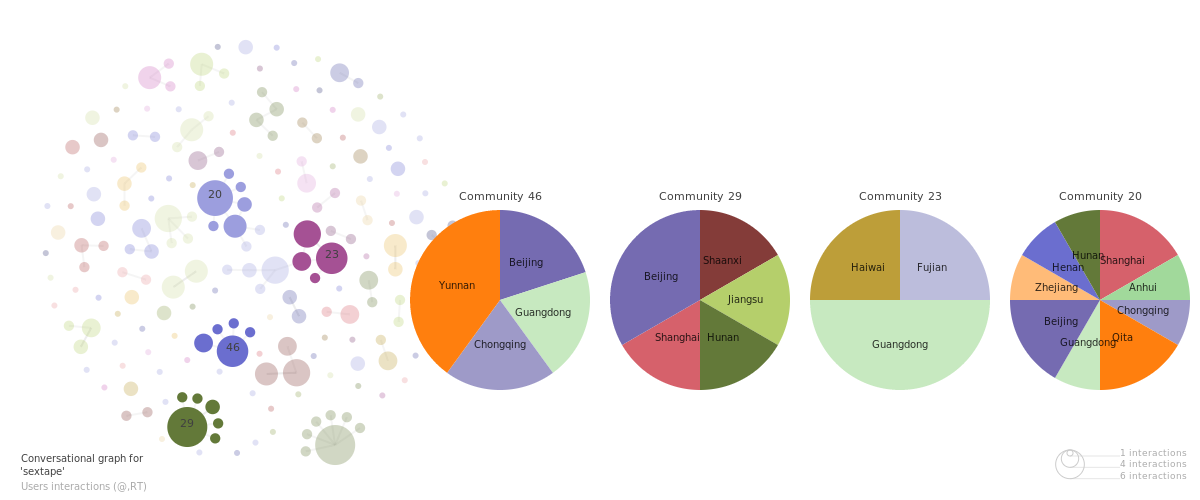 20
23
46
29
Conversational graph for
'sextape'
Users interactions (@,RT)
Community 46
Beijing
Yunnan
Guangdong
Chongqing
Community 29
Shaanxi
Beijing
Jiangsu
Shanghai
Hunan
Community 23
Haiwai
Fujian
Guangdong
Community 20
Hunan
Shanghai
Henan
Zhejiang
Anhui
Chongqing
Beijing
Guangdong
Qita
1 interactions
4 interactions
6 interactions